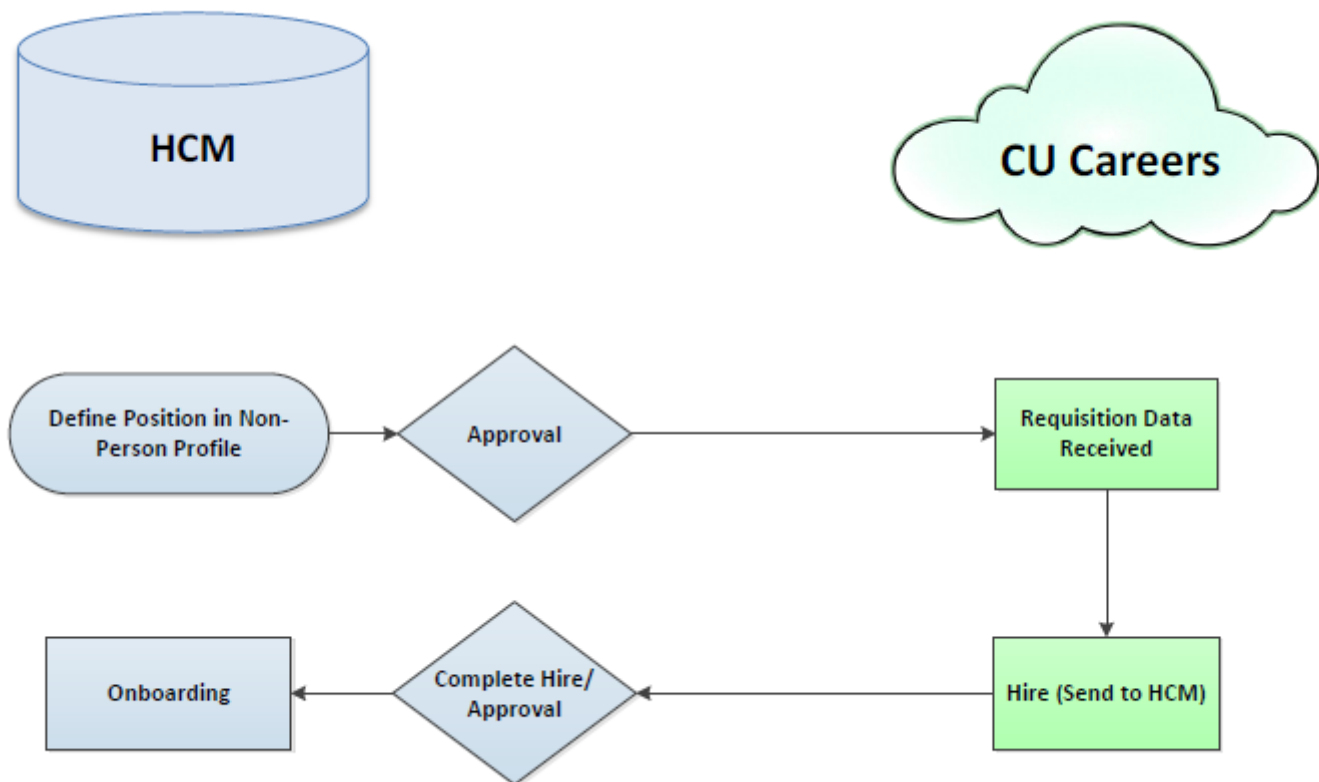 HCM
CU Careers
Define Position in Non-
Person Profile
Approval
Requisition Data
Received
Onboarding
Complete Hire/
Approval
Hire (Send to HCM)